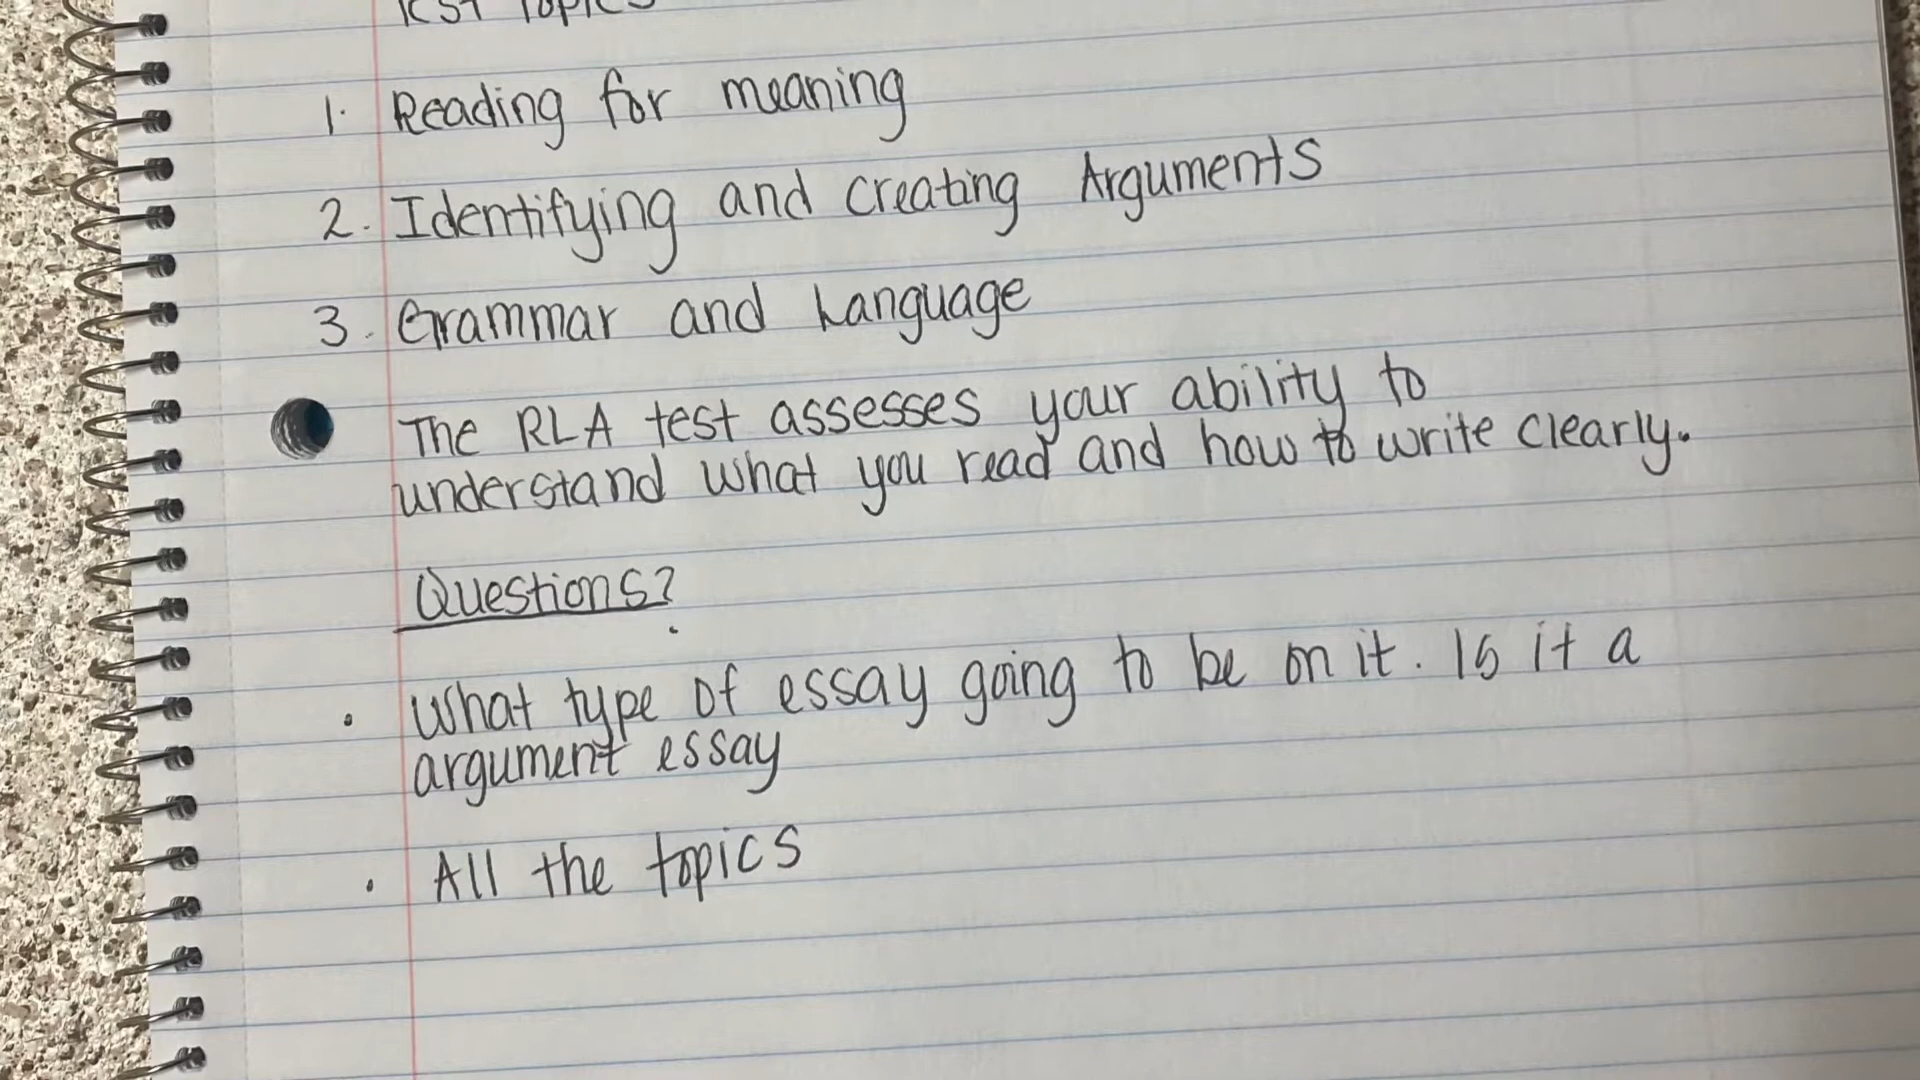 Test Topics
1. Reading for meaning
2. Identifying and creating Arguments
3. Grammar and Language
The RLA test assesses your ability to
understand what you read and how to write clearly.
Questions?
• What type of essay going to be on it. Is it a
argument essay
• All the topics